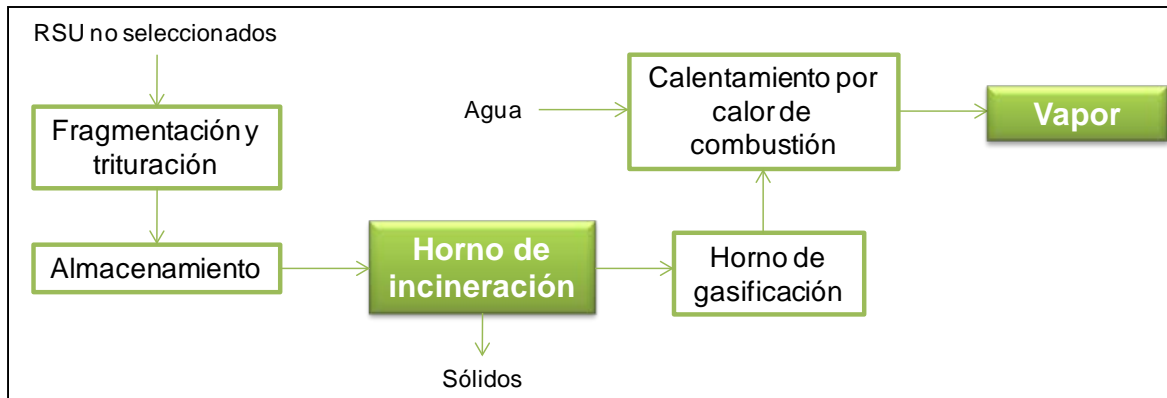 RSU no seleccionados
Fragmentación y
trituración
Almacenamiento
Horno de
incineración
Sólidos
Horno de
gasificación
Agua
Calentamiento por
calor de
combustión
Vapor